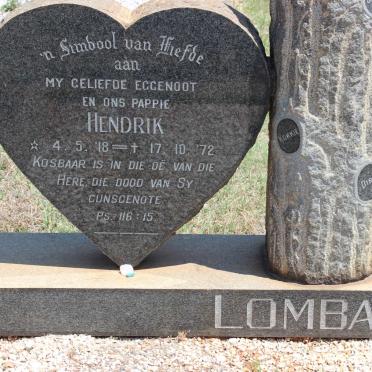 'n Simbool van Liefde
aan
MY GELIEFDE EGGENOOT
EN ONS PAPPIE
HENDRIK
☆ 4. 5. '18 = ✝ 17. 10. '72
KOSBAAR IS IN DIE OË VAN DIE
HERE, DIE DOOD VAN SY
GUNSGENOTE
PS. 116 : 15
LOMBA